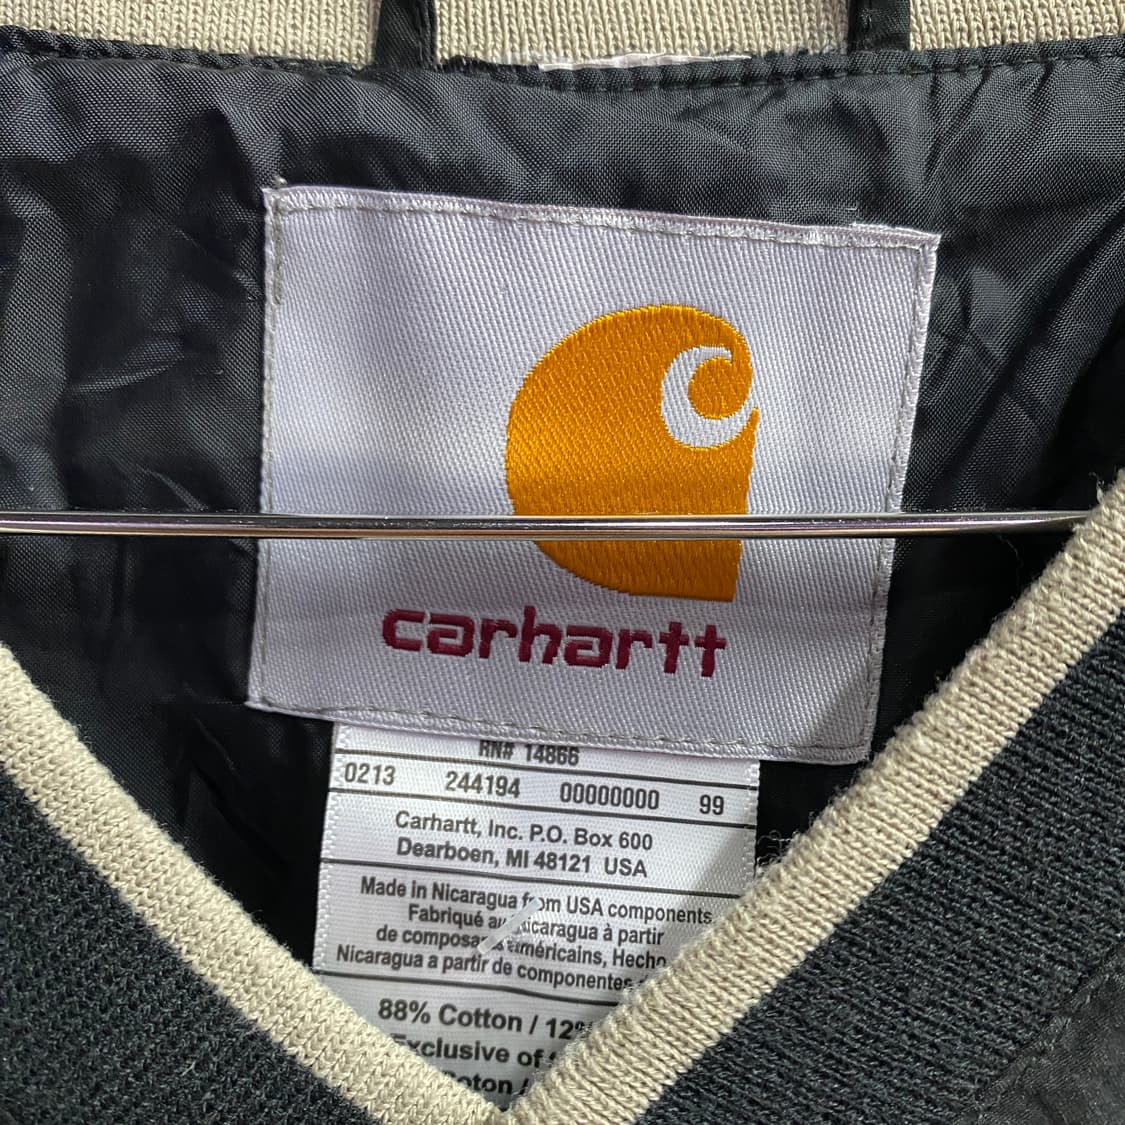 carhartt
RN# 14866
0213 244194 00000000 99
Carhartt, Inc. P.O. Box 600
Dearboen, MI 48121 USA
Made in Nicaragua from USA components
Fabriqué au Nicaragua à partir
de américains, Hecho
Nicaragua a partir de componentes
88% Cotton / 12%
Exclusive of